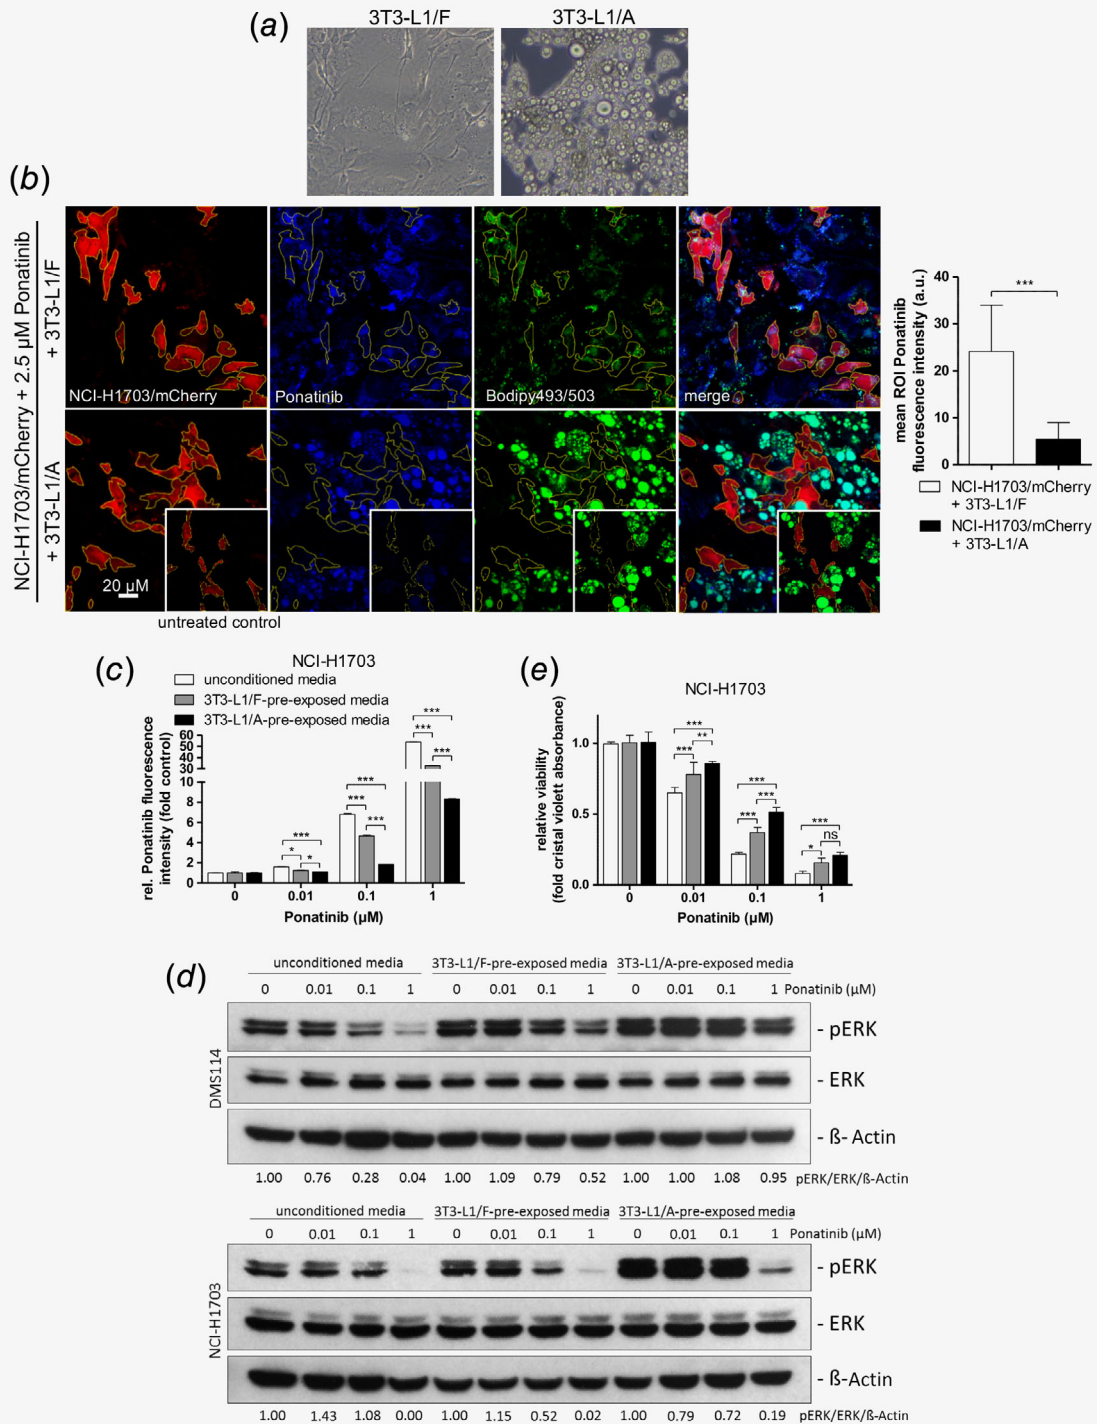 (a)
3T3-L1/F
3T3-L1/A
(b)
NCI-H1703/mCherry + 2.5 µM Ponatinib
+ 3T3-L1/F
+ 3T3-L1/A
NCI-H1703/mCherry
Ponatinib
Bodipy493/503
merge
20 µM
untreated control
mean ROI Ponatinib
fluorescence intensity (a.u.)
40
30
20
10
0
***
NCI-H1703/mCherry
+ 3T3-L1/F
NCI-H1703/mCherry
+ 3T3-L1/A
(c)
NCI-H1703
unconditioned media
3T3-L1/F-pre-exposed media
3T3-L1/A-pre-exposed media
rel. Ponatinib fluorescence
intensity (fold control)
60
50
40
30
10
8
6
4
2
0
***
* *
***
*** ***
***
*** ***
0 0.01 0.1 1
Ponatinib (µM)
(e)
NCI-H1703
relative viability
(fold cristal violett absorbance)
1.0
0.5
0.0
***
*** **
***
*** ***
***
* ns
0 0.01 0.1 1
Ponatinib (µM)
(d)
unconditioned media 3T3-L1/F-pre-exposed media 3T3-L1/A-pre-exposed media
0 0.01 0.1 1 0 0.01 0.1 1 0 0.01 0.1 1 Ponatinib (µM)
DMS114
- pERK
- ERK
- ß- Actin
1.00 0.76 0.28 0.04 1.00 1.09 0.79 0.52 1.00 1.00 1.08 0.95 pERK/ERK/ß-Actin
unconditioned media 3T3-L1/F-pre-exposed media 3T3-L1/A-pre-exposed media
0 0.01 0.1 1 0 0.01 0.1 1 0 0.01 0.1 1 Ponatinib (µM)
NCI-H1703
- pERK
- ERK
- ß-Actin
1.00 1.43 1.08 0.00 1.00 1.15 0.52 0.02 1.00 0.79 0.72 0.19 pERK/ERK/ß-Actin